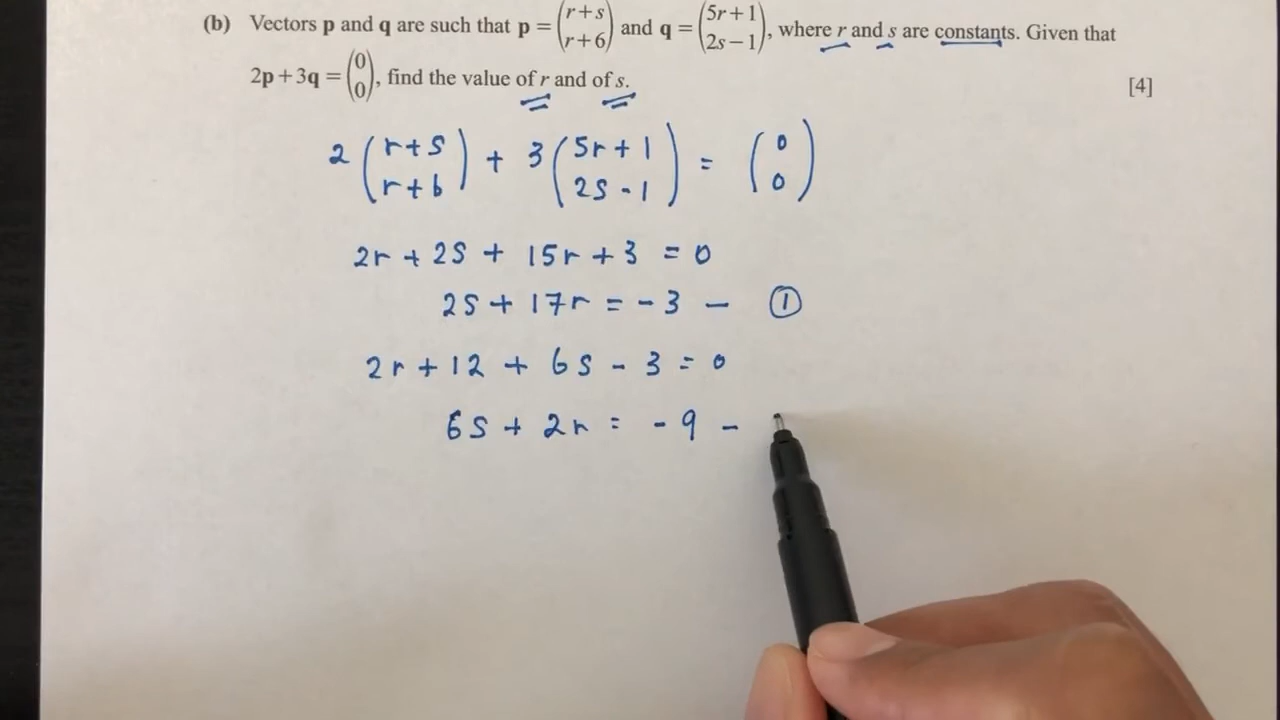 (b) Vectors p and q are such that p = (r+s r+6) and q = (5r+1 2s−1), where r and s are constants. Given that
2p+3q = (0 0), find the value of r and of s. [4]
2 (r+s r+6) + 3 (5r+1 2s-1) = (0 0)
2r + 2s + 15r + 3 = 0
2s + 17r = -3 - ①
2r + 12 + 6s - 3 = 0
6s + 2r = -9 -